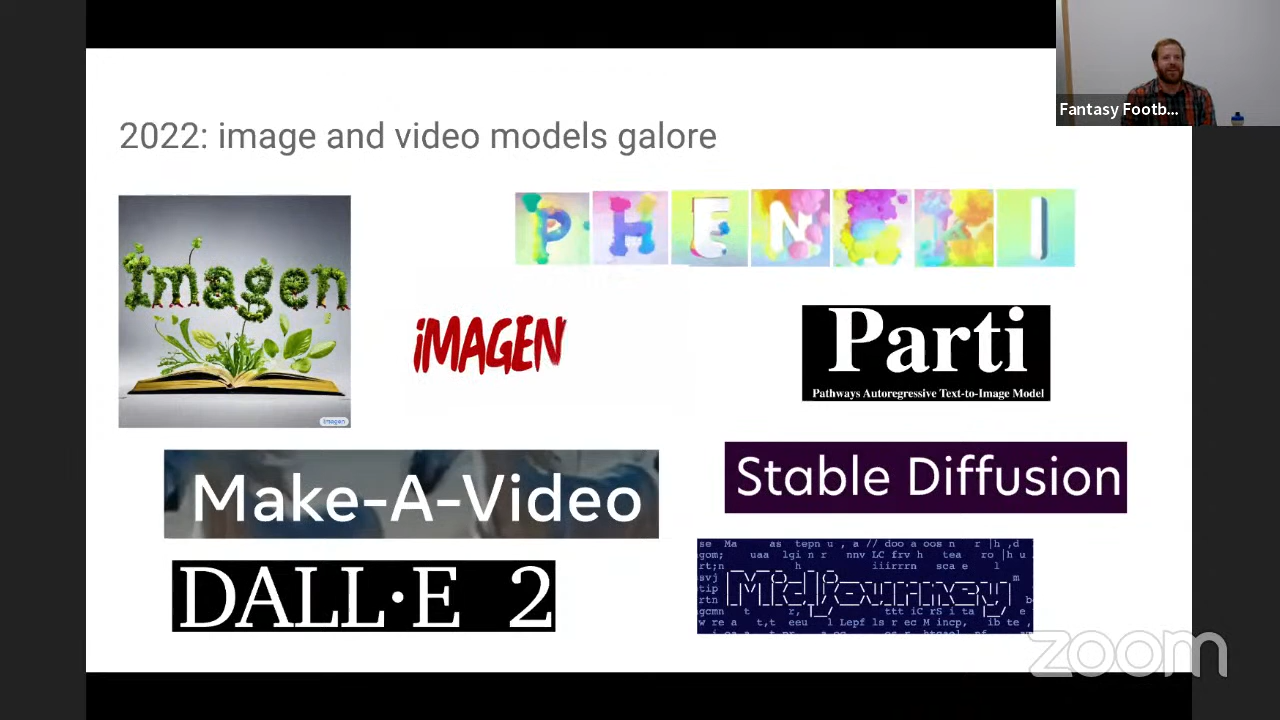 Fantasy Footb...
2022: image and video models galore
Imagen
imagen
PHENAKI
iMAGEN
Parti
Pathways Autoregressive Text-to-Image Model
Make-A-Video
Stable Diffusion
DALL·E 2
Midjourney
zoom